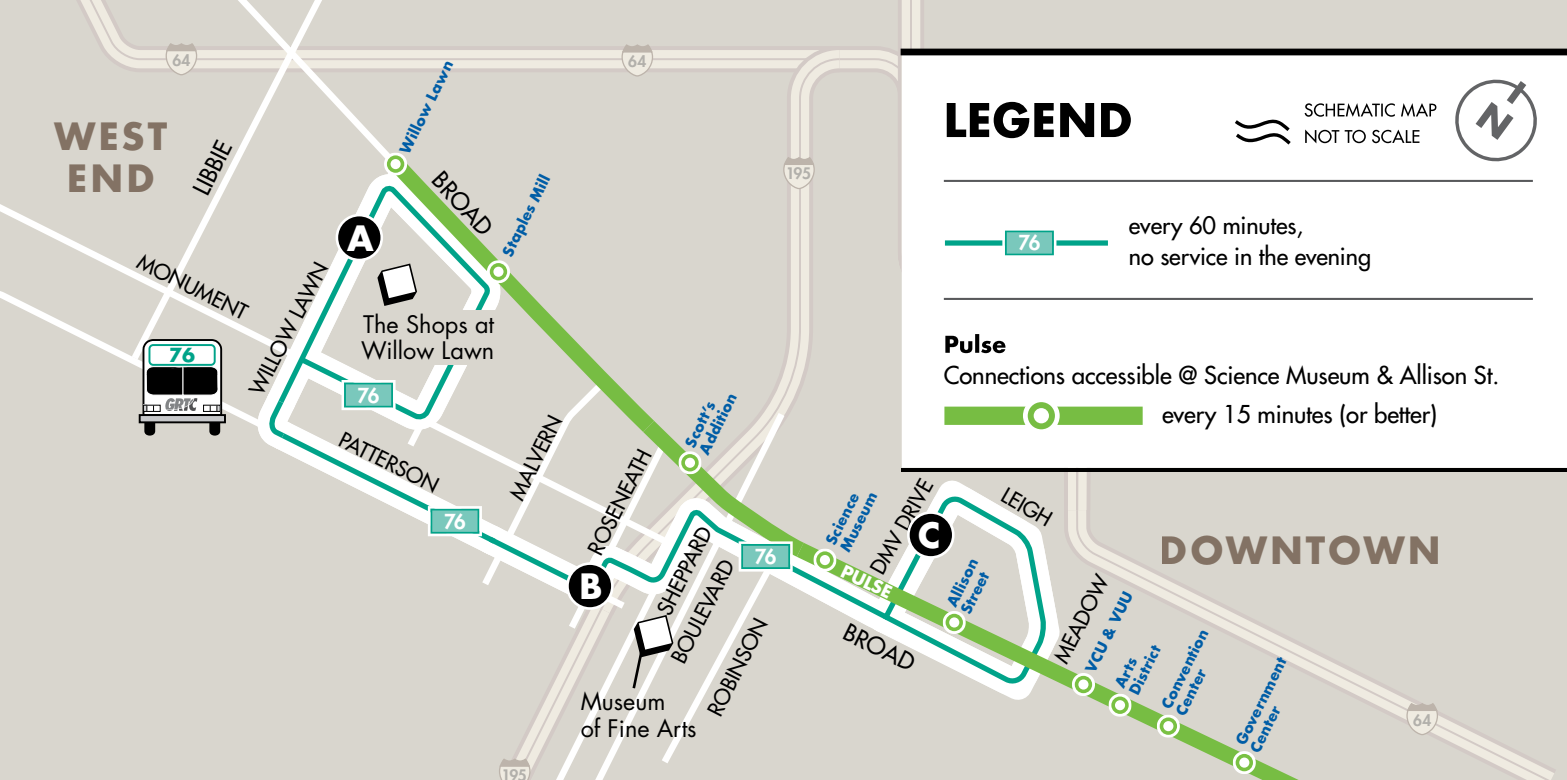 64
64
WEST
END
LIBBIE
Willow Lawn
BROAD
Staples Mill
195
A
The Shops at
Willow Lawn
MONUMENT
WILLOW LAWN
76
GRTC
76
PATTERSON
76
MALVERN
ROSENEATH
B
Scott's
Addition
SHEPPARD
BOULEVARD
ROBINSON
76
Museum
of Fine Arts
195
Science
Museum
PULSE
DMV DRIVE
C
LEIGH
Allison
Street
BROAD
MEADOW
DOWNTOWN
VCU & VUU
Arts
District
Convention
Center
Government
Center
64
LEGEND
SCHEMATIC MAP
NOT TO SCALE
N
76
every 60 minutes,
no service in the evening
Pulse
Connections accessible @ Science Museum & Allison St.
every 15 minutes (or better)